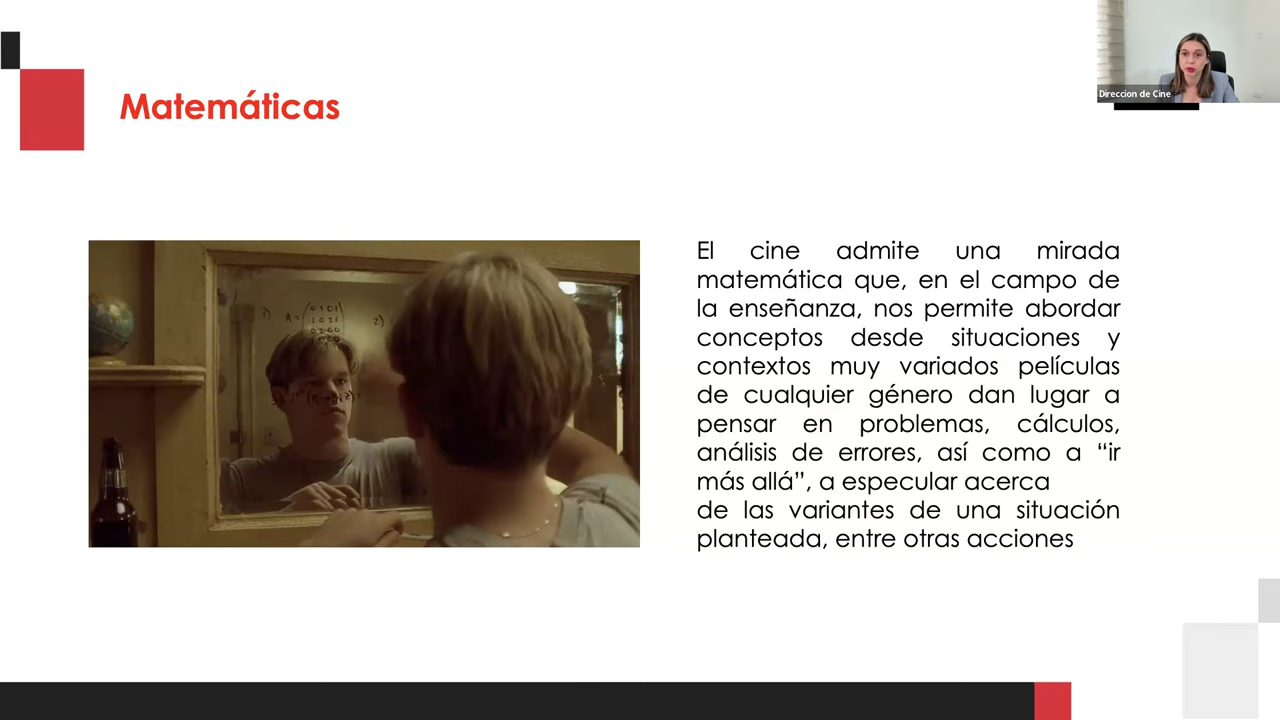 Direccion de Cine
Matemáticas
El cine admite una mirada
matemática que, en el campo de
la enseñanza, nos permite abordar
conceptos desde situaciones y
contextos muy variados películas
de cualquier género dan lugar a
pensar en problemas, cálculos,
análisis de errores, así como a “ir
más allá”, a especular acerca
de las variantes de una situación
planteada, entre otras acciones
1)
2)